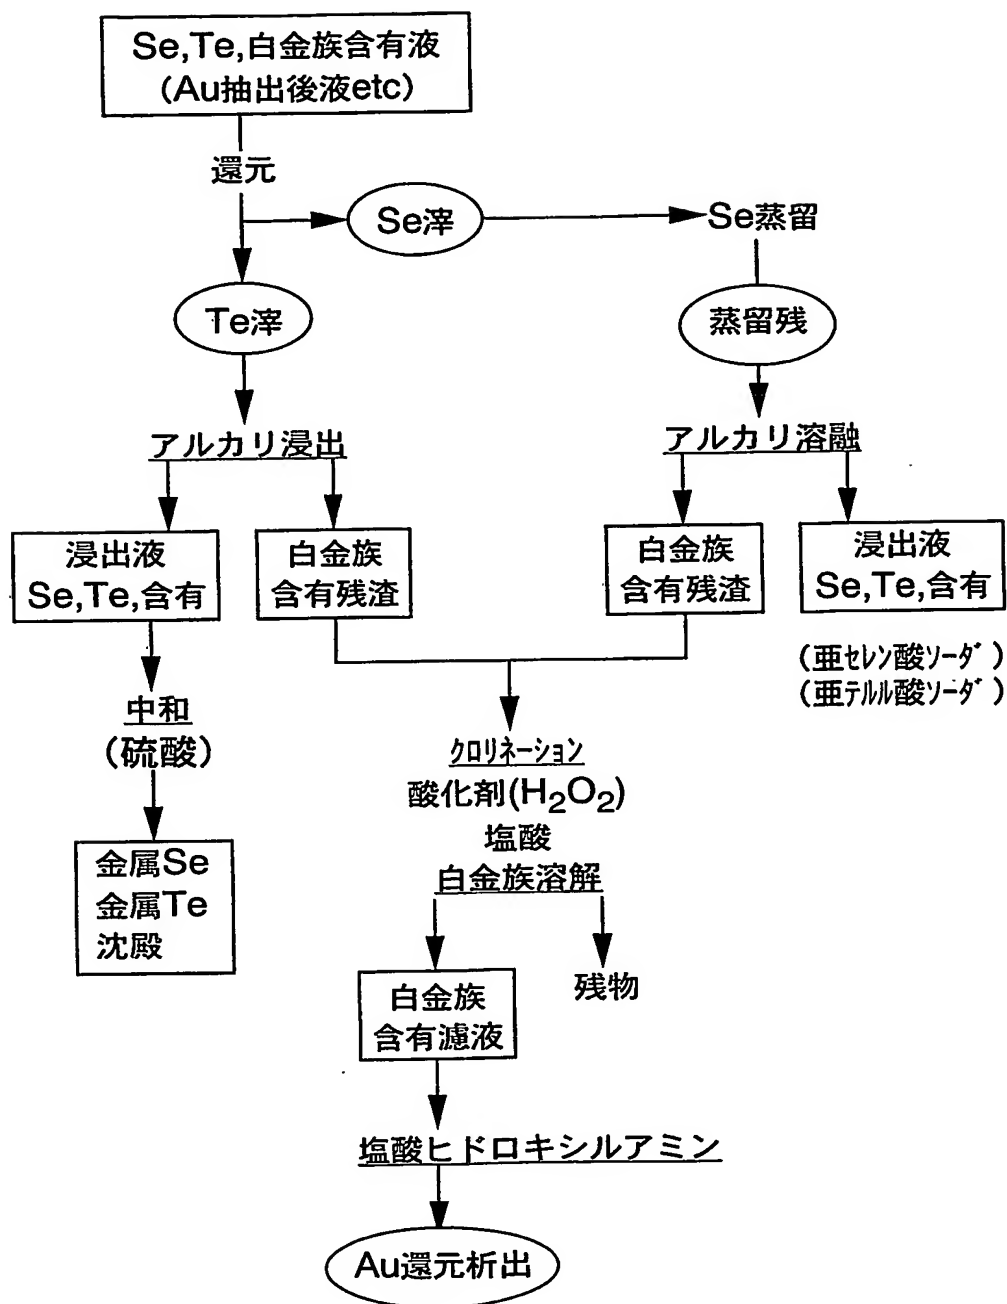 Se,Te,白金族含有液
(Au抽出後液etc)
還元
Se滓
Se蒸留
Te滓
蒸留残
アルカリ浸出
アルカリ溶融
浸出液
Se,Te,含有
白金族
含有残渣
白金族
含有残渣
浸出液
Se,Te,含有
(亜セレン酸ソーダ)
(亜テルル酸ソーダ)
中和
(硫酸)
クロリネーション
酸化剤(H₂O₂)
塩酸
白金族溶解
金属Se
金属Te
沈殿
白金族
含有濾液
残物
塩酸ヒドロキシルアミン
Au還元析出